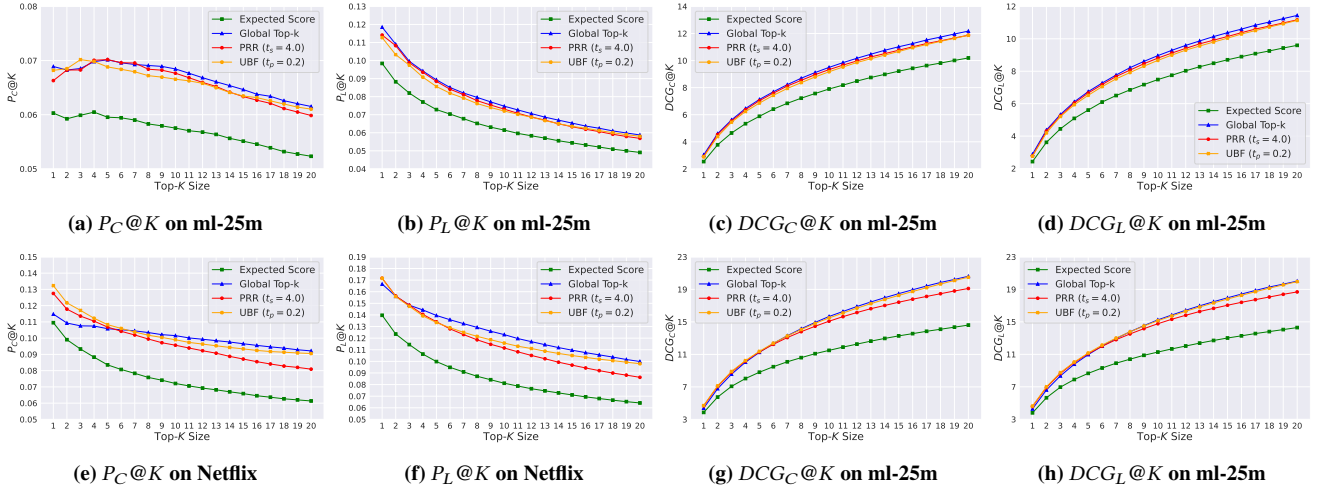 0.08
0.07
0.06
0.05
P_C@K
Expected Score
Global Top-k
PRR (t_s = 4.0)
UBF (t_p = 0.2)
1 2 3 4 5 6 7 8 9 10 11 12 13 14 15 16 17 18 19 20
Top-K Size
(a) P_C@K on ml-25m
0.13
0.12
0.11
0.10
0.09
0.08
0.07
0.06
0.05
0.04
P_L@K
Expected Score
Global Top-k
PRR (t_s = 4.0)
UBF (t_p = 0.2)
1 2 3 4 5 6 7 8 9 10 11 12 13 14 15 16 17 18 19 20
Top-K Size
(b) P_L@K on ml-25m
14
12
10
8
6
4
2
DCG_C@K
Expected Score
Global Top-k
PRR (t_s = 4.0)
UBF (t_p = 0.2)
1 2 3 4 5 6 7 8 9 10 11 12 13 14 15 16 17 18 19 20
Top-K Size
(c) DCG_C@K on ml-25m
12
10
8
6
4
2
DCG_L@K
Expected Score
Global Top-k
PRR (t_s = 4.0)
UBF (t_p = 0.2)
1 2 3 4 5 6 7 8 9 10 11 12 13 14 15 16 17 18 19 20
Top-K Size
(d) DCG_L@K on ml-25m
0.15
0.14
0.13
0.12
0.11
0.10
0.09
0.08
0.07
0.06
0.05
P_C@K
Expected Score
Global Top-k
PRR (t_s = 4.0)
UBF (t_p = 0.2)
1 2 3 4 5 6 7 8 9 10 11 12 13 14 15 16 17 18 19 20
Top-K Size
(e) P_C@K on Netflix
0.19
0.18
0.17
0.16
0.15
0.14
0.13
0.12
0.11
0.10
0.09
0.08
0.07
0.06
0.05
P_L@K
Expected Score
Global Top-k
PRR (t_s = 4.0)
UBF (t_p = 0.2)
1 2 3 4 5 6 7 8 9 10 11 12 13 14 15 16 17 18 19 20
Top-K Size
(f) P_L@K on Netflix
23
19
15
11
7
3
DCG_C@K
Expected Score
Global Top-k
PRR (t_s = 4.0)
UBF (t_p = 0.2)
1 2 3 4 5 6 7 8 9 10 11 12 13 14 15 16 17 18 19 20
Top-K Size
(g) DCG_C@K on ml-25m
23
19
15
11
7
3
DCG_L@K
Expected Score
Global Top-k
PRR (t_s = 4.0)
UBF (t_p = 0.2)
1 2 3 4 5 6 7 8 9 10 11 12 13 14 15 16 17 18 19 20
Top-K Size
(h) DCG_L@K on ml-25m